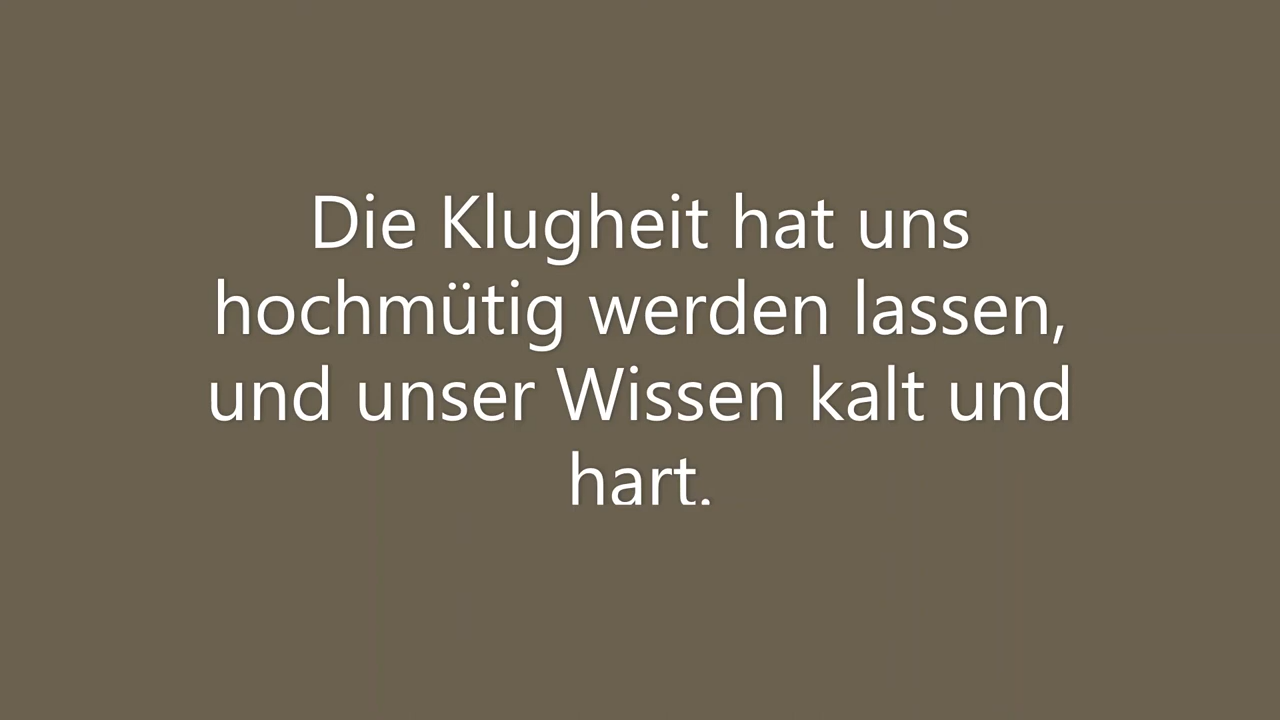 Die Klugheit hat uns
hochmütig werden lassen,
und unser Wissen kalt und
hart.